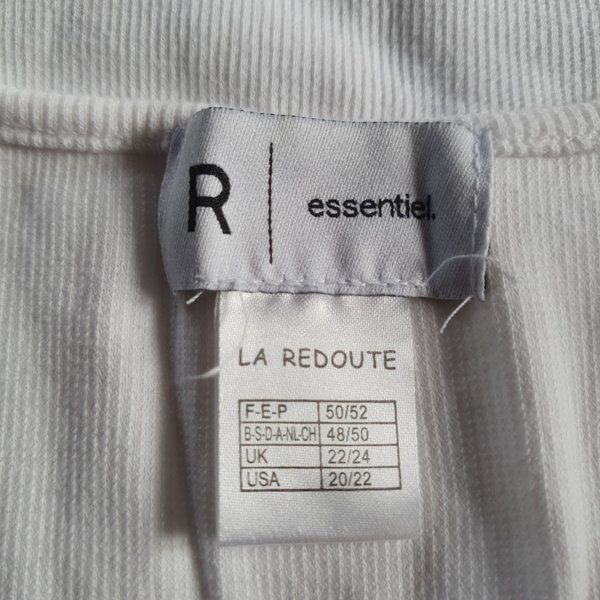 R | essentiel.
LA REDOUTE
F-E-P 50/52
B-S-D-A-NL-CH 48/50
UK 22/24
USA 20/22